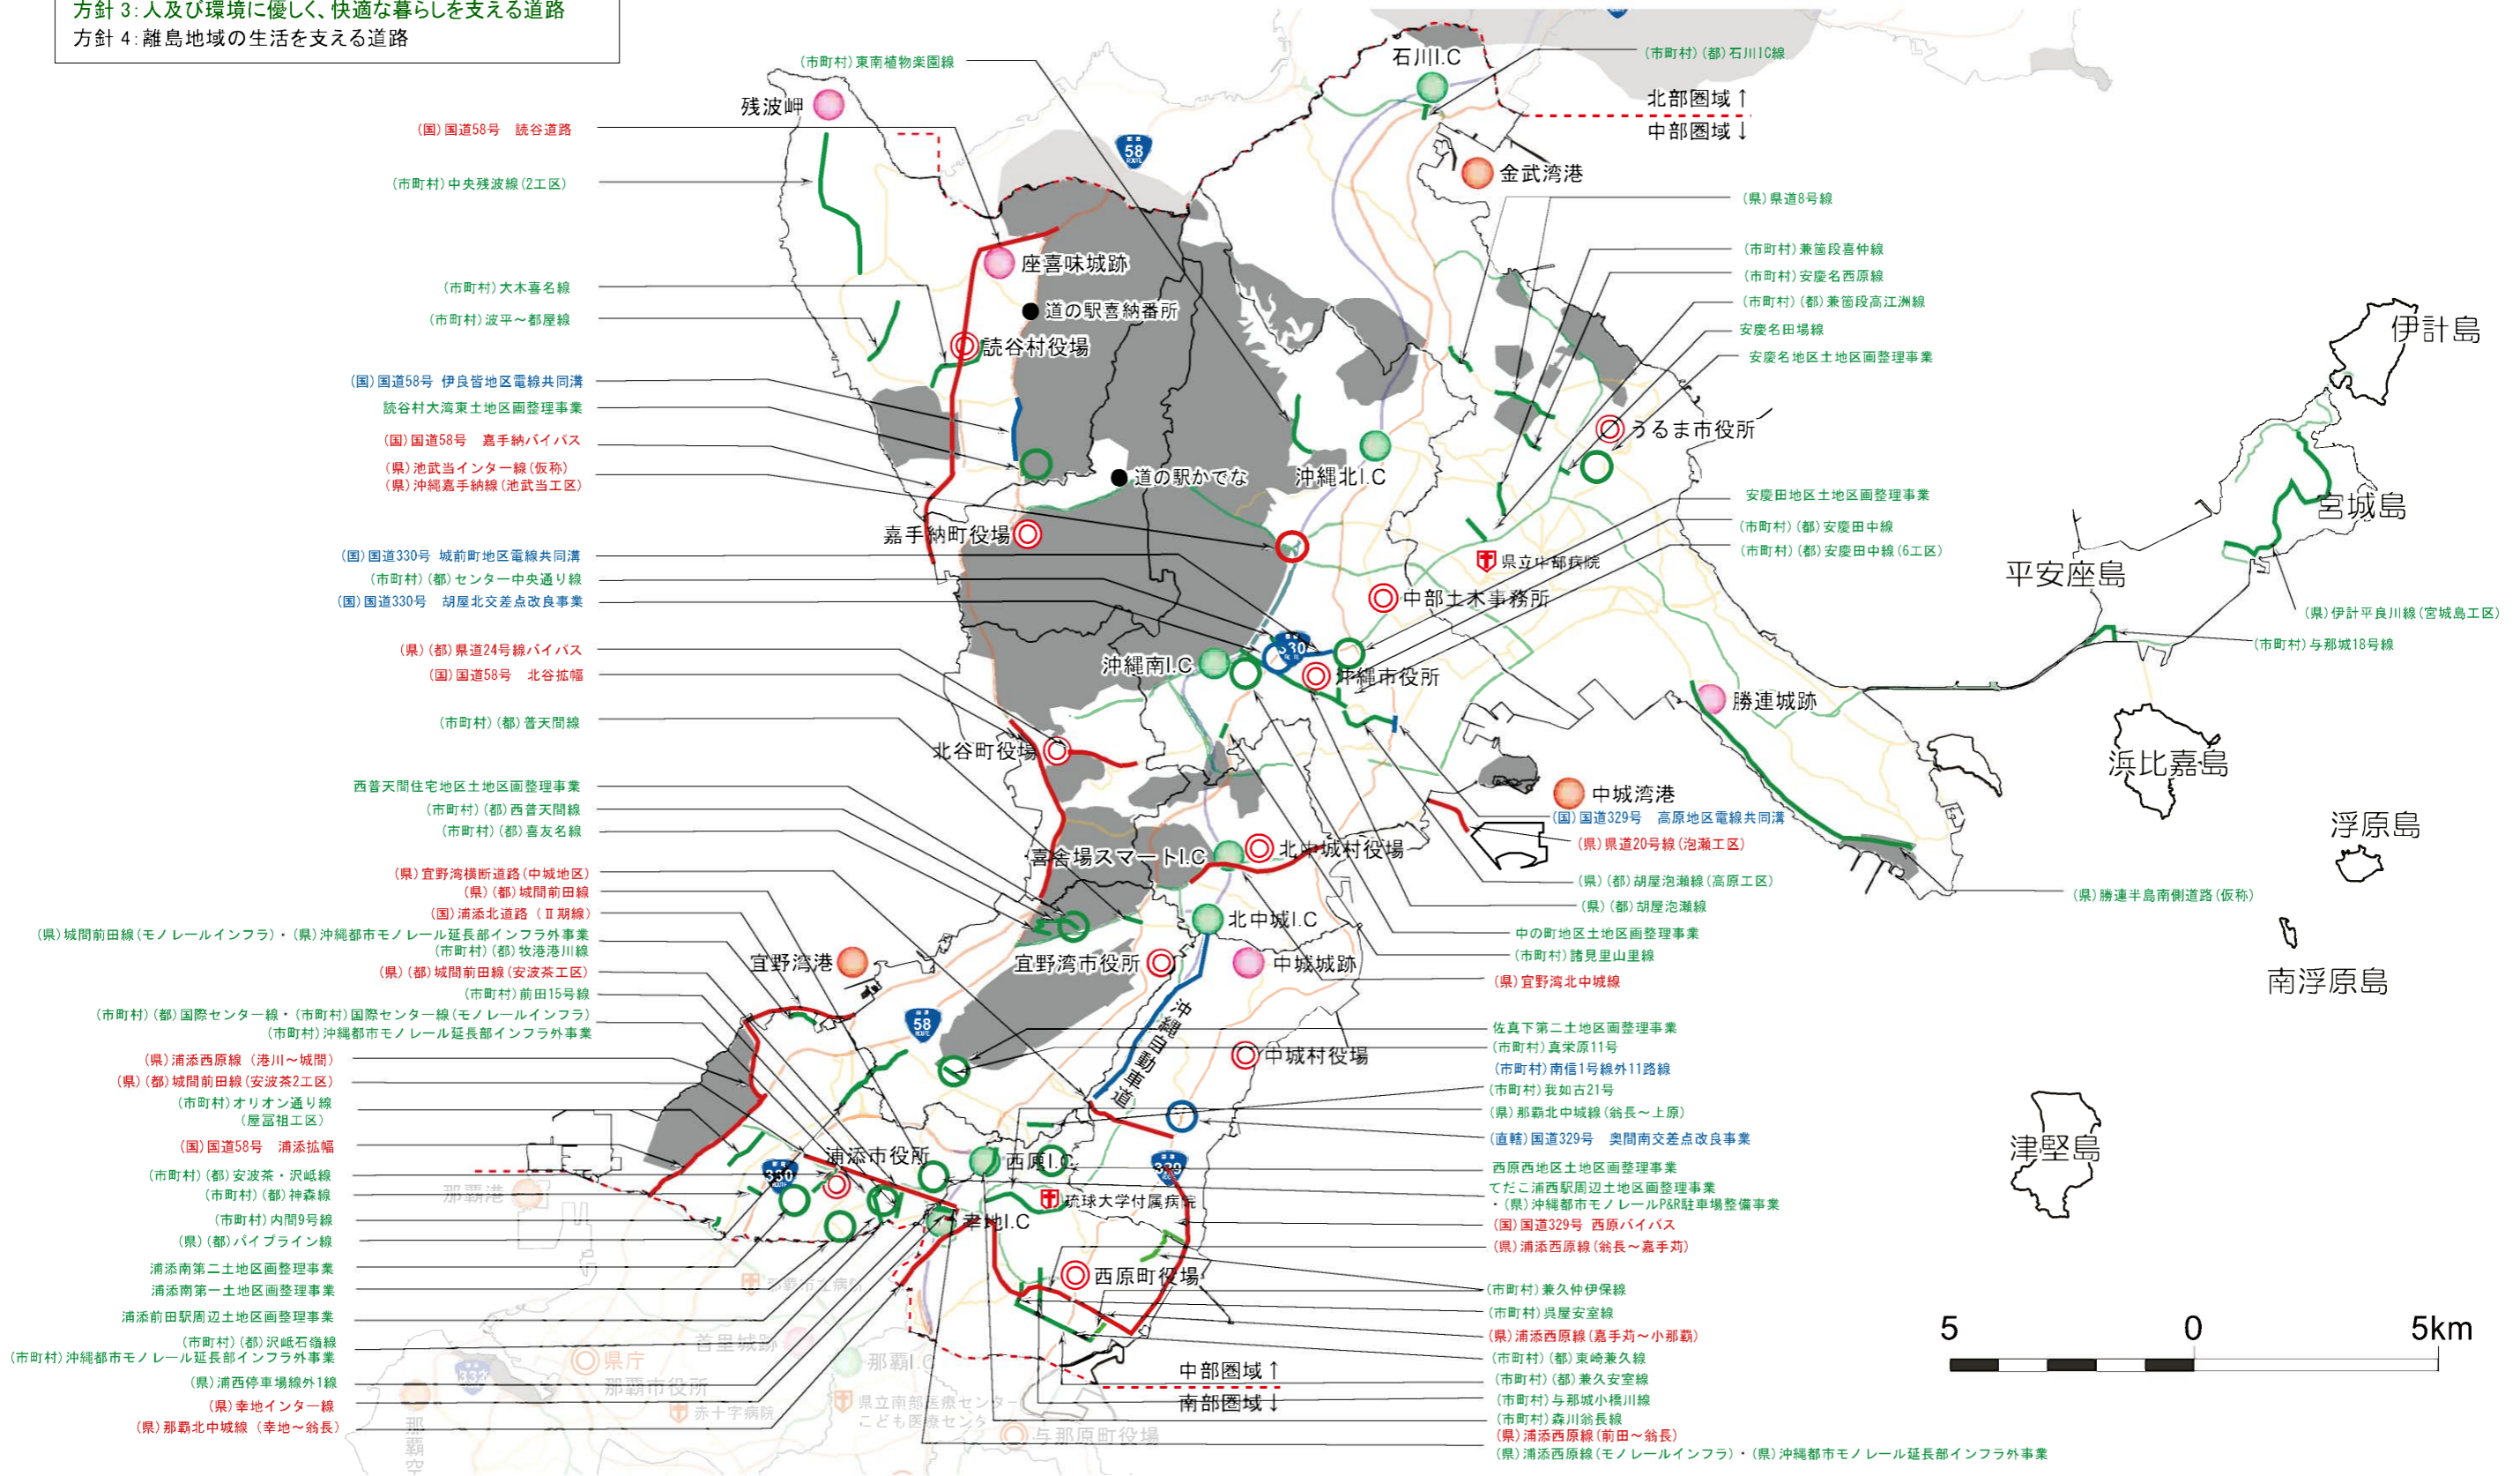 方針 3:人及び環境に優しく、快適な暮らしを支える道路
方針 4:離島地域の生活を支える道路
(市町村)東南植物楽園線
(国)国道58号　読谷道路
(市町村)中央残波線(2工区)
(市町村)大木喜名線
(市町村)波平～都屋線
(国)国道58号 伊良皆地区電線共同溝
読谷村大湾東土地区画整理事業
(国)国道58号　嘉手納バイパス
(県)池武当インター線(仮称)
(県)沖縄嘉手納線(池武当工区)
(国)国道330号 城前町地区電線共同溝
(市町村)(都)センター中央通り線
(国)国道330号　胡屋北交差点改良事業
(県)(都)県道24号線バイパス
(国)国道58号　北谷拡幅
(市町村)(都)普天間線
西普天間住宅地区土地区画整理事業
(市町村)(都)西普天間線
(市町村)(都)喜友名線
(県)宜野湾横断道路(中城地区)
(県)(都)城間前田線
(国)浦添北道路（Ⅱ期線）
(県)城間前田線(モノレールインフラ)・(県)沖縄都市モノレール延長部インフラ外事業
(市町村)(都)牧港港川線
(県)(都)城間前田線(安波茶工区)
(市町村)前田15号線
(市町村)(都)国際センター線・(市町村)国際センター線(モノレールインフラ)
(市町村)沖縄都市モノレール延長部インフラ外事業
(県)浦添西原線（港川～城間）
(県)(都)城間前田線(安波茶2工区)
(市町村)オリオン通り線
(屋冨祖工区)
(国)国道58号　浦添拡幅
(市町村)(都)安波茶・沢岻線
(市町村)(都)神森線
(市町村)内間9号線
(県)(都)パイプライン線
浦添南第二土地区画整理事業
浦添南第一土地区画整理事業
浦添前田駅周辺土地区画整理事業
(市町村)(都)沢岻石嶺線
(市町村)沖縄都市モノレール延長部インフラ外事業
(県)浦西停車場線外1線
(県)幸地インター線
(県)那覇北中城線（幸地～翁長）
残波岬
座喜味城跡
道の駅喜納番所
読谷村役場
58
道の駅かでな
嘉手納町役場
石川I.C
金武湾港
沖縄北I.C
うるま市役所
県立中部病院
中部土木事務所
沖縄南I.C
330
沖縄市役所
北谷町役場
勝連城跡
中城湾港
喜舎場スマートI.C
北中城村役場
北中城I.C
宜野湾港
宜野湾市役所
中城城跡
58
沖縄自動車道
中城村役場
浦添市役所
330
西原I.C
329
琉球大学付属病院
幸地I.C
西原町役場
那覇港
首里城跡
県庁
那覇市役所
332
那覇I.C
赤十字病院
県立南部医療センター
こども医療センタ
与那原町役場
那覇空
(市町村)(都)石川IC線
北部圏域↑
中部圏域↓
(県)県道8号線
(市町村)兼箇段喜仲線
(市町村)安慶名西原線
(市町村)(都)兼箇段高江洲線
安慶名田場線
安慶名地区土地区画整理事業
安慶田地区土地区画整理事業
(市町村)(都)安慶田中線
(市町村)(都)安慶田中線(6工区)
伊計島
宮城島
平安座島
(県)伊計平良川線(宮城島工区)
(市町村)与那城18号線
浜比嘉島
浮原島
南浮原島
津堅島
(国)国道329号　高原地区電線共同溝
(県)県道20号線(泡瀬工区)
(県)(都)胡屋泡瀬線(高原工区)
(県)勝連半島南側道路(仮称)
(県)(都)胡屋泡瀬線
中の町地区土地区画整理事業
(市町村)諸見里山里線
(県)宜野湾北中城線
佐真下第二土地区画整理事業
(市町村)真栄原11号
(市町村)南信1号線外11路線
(市町村)我如古21号
(県)那覇北中城線(翁長～上原)
(直轄)国道329号　奥間南交差点改良事業
西原西地区土地区画整理事業
てだこ浦西駅周辺土地区画整理事業
・(県)沖縄都市モノレールP&R駐車場整備事業
(国)国道329号 西原バイパス
(県)浦添西原線(翁長～嘉手苅)
(市町村)兼久仲伊保線
(市町村)呉屋安室線
(県)浦添西原線(嘉手苅～小那覇)
(市町村)(都)東崎兼久線
(市町村)(都)兼久安室線
(市町村)与那城小橋川線
(市町村)森川翁長線
(県)浦添西原線(前田～翁長)
(県)浦添西原線(モノレールインフラ)・(県)沖縄都市モノレール延長部インフラ外事業
中部圏域↑
南部圏域↓
5 0 5km